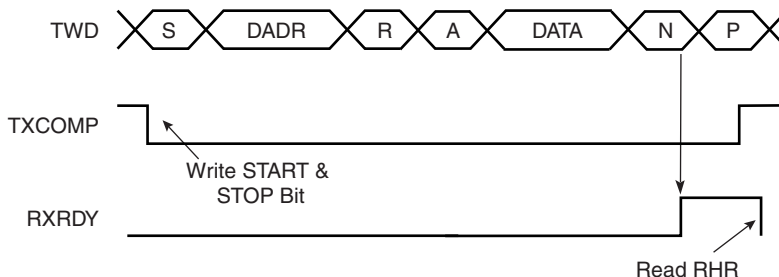 TWD S DADR R A DATA N P
TXCOMP
Write START &
STOP Bit
RXRDY
Read RHR